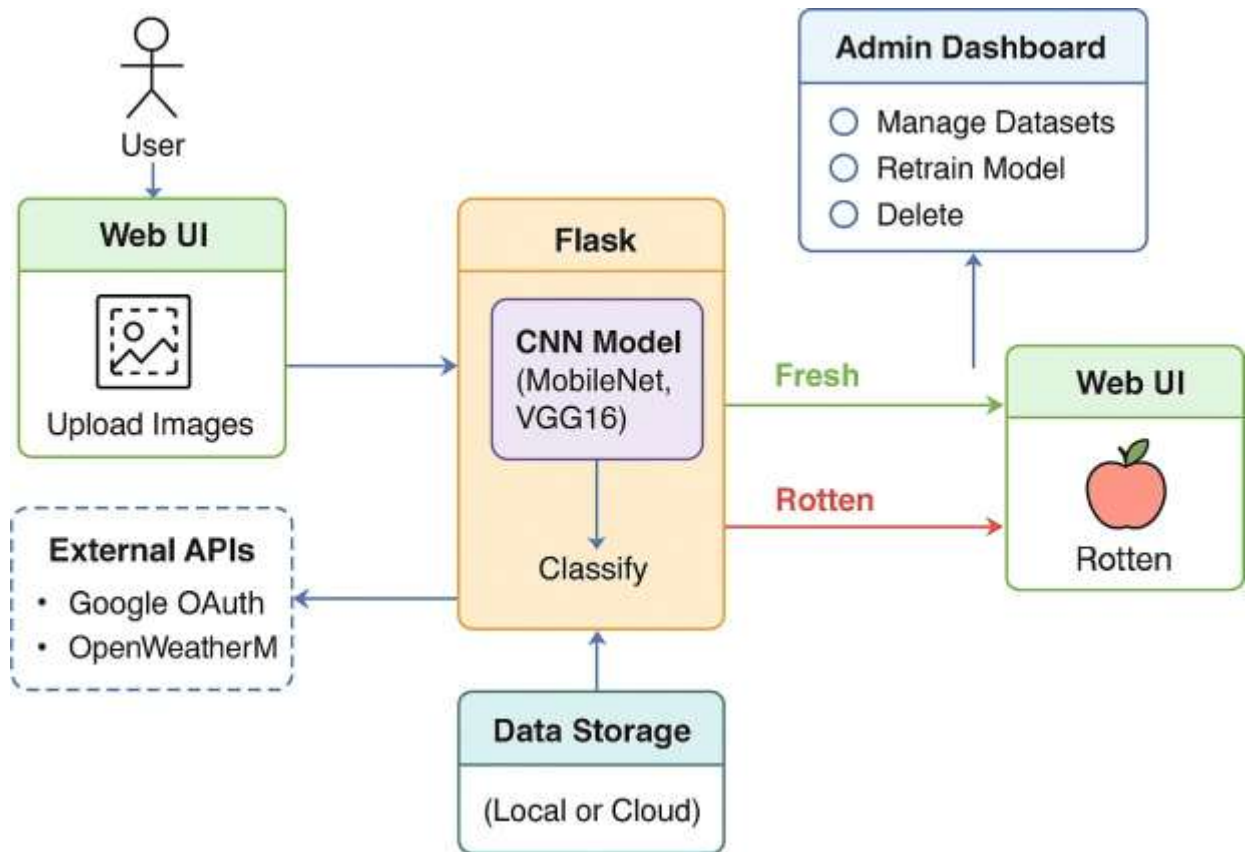 User
Web UI
Upload Images
External APIs
• Google OAuth
• OpenWeatherM
Flask
CNN Model
(MobileNet,
VGG16)
Classify
Data Storage
(Local or Cloud)
Fresh
Rotten
Admin Dashboard
Manage Datasets
Retrain Model
Delete
Web UI
Rotten